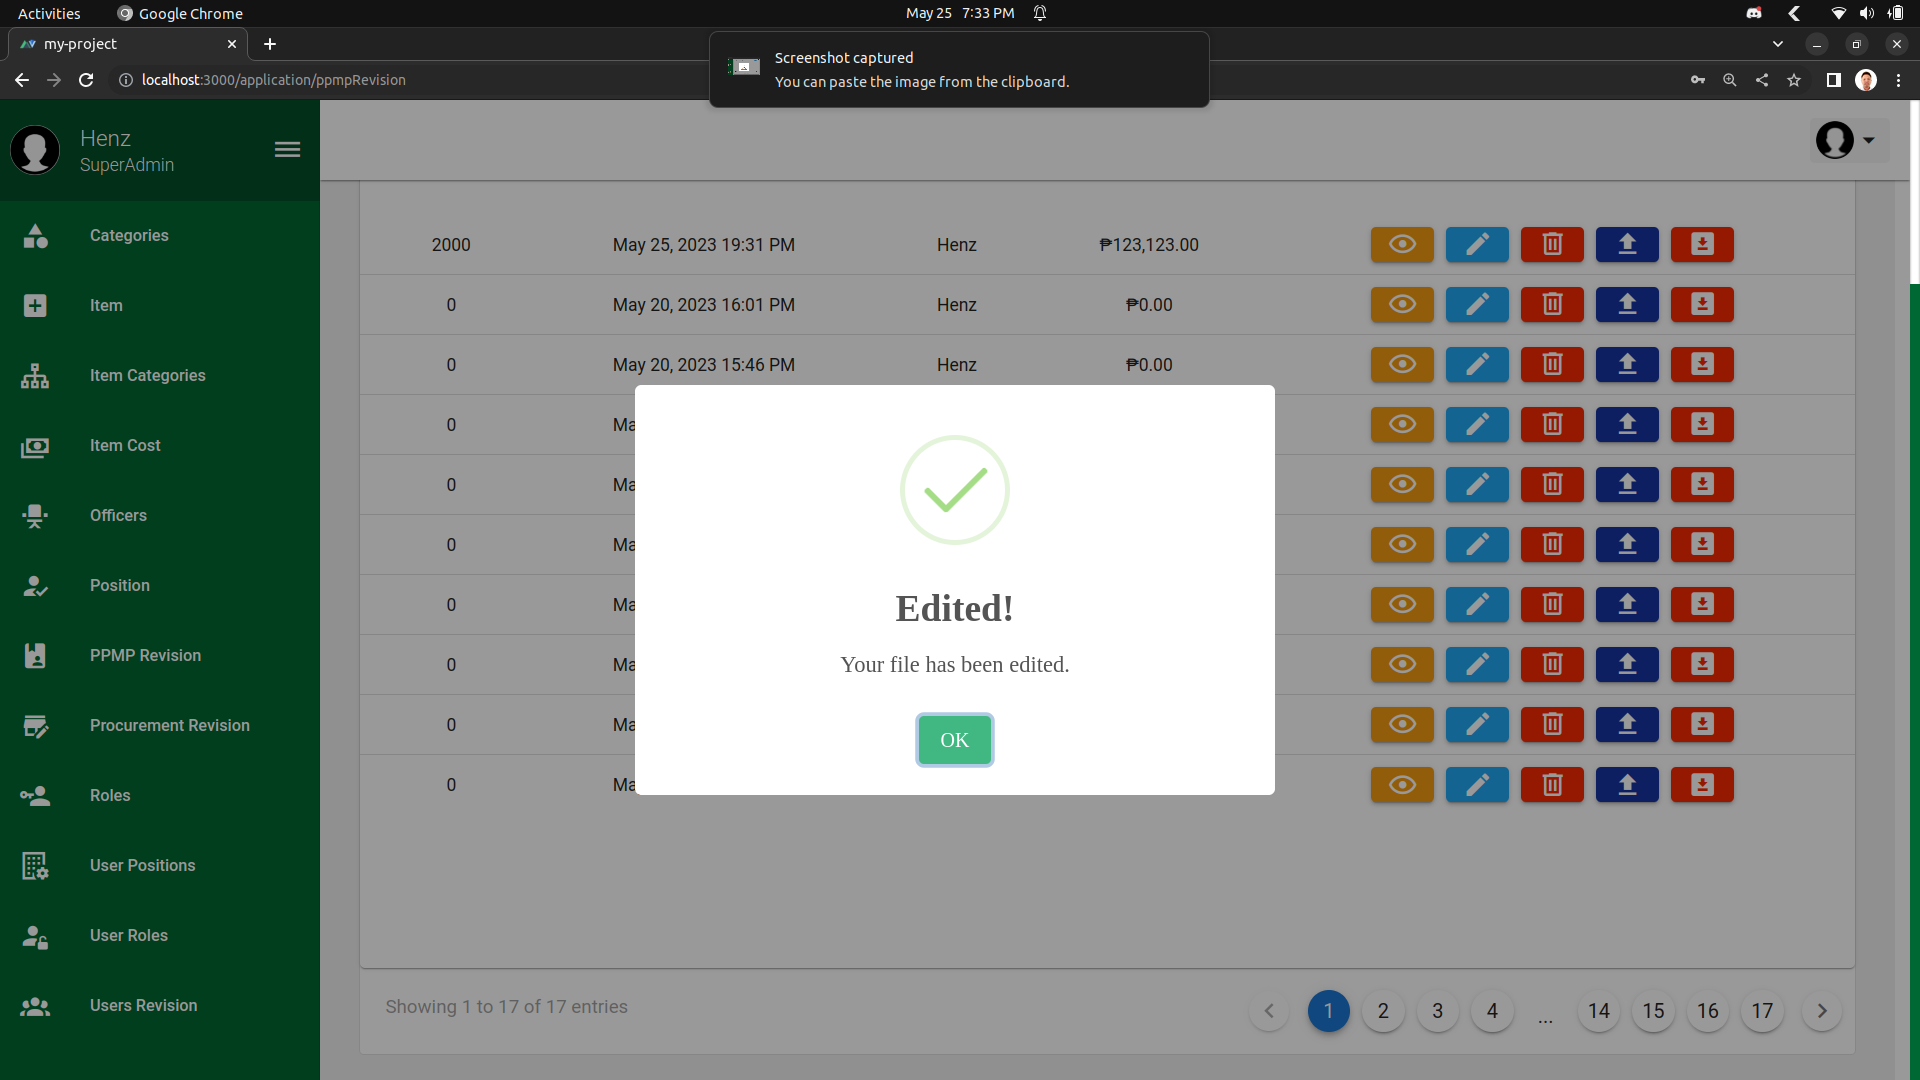 Activities
Google Chrome
May 25 7:33 PM
my-project
localhost:3000/application/ppmpRevision
Screenshot captured
You can paste the image from the clipboard.
Henz
SuperAdmin
Categories
Item
Item Categories
Item Cost
Officers
Position
PPMP Revision
Procurement Revision
Roles
User Positions
User Roles
Users Revision
2000 May 25, 2023 19:31 PM Henz ₱123,123.00
0 May 20, 2023 16:01 PM Henz ₱0.00
0 May 20, 2023 15:46 PM Henz ₱0.00
0 Ma
0 Ma
0 Ma
0 Ma
0 Ma
0 Ma
0 Ma
Edited!
Your file has been edited.
OK
Showing 1 to 17 of 17 entries
1 2 3 4 ... 14 15 16 17